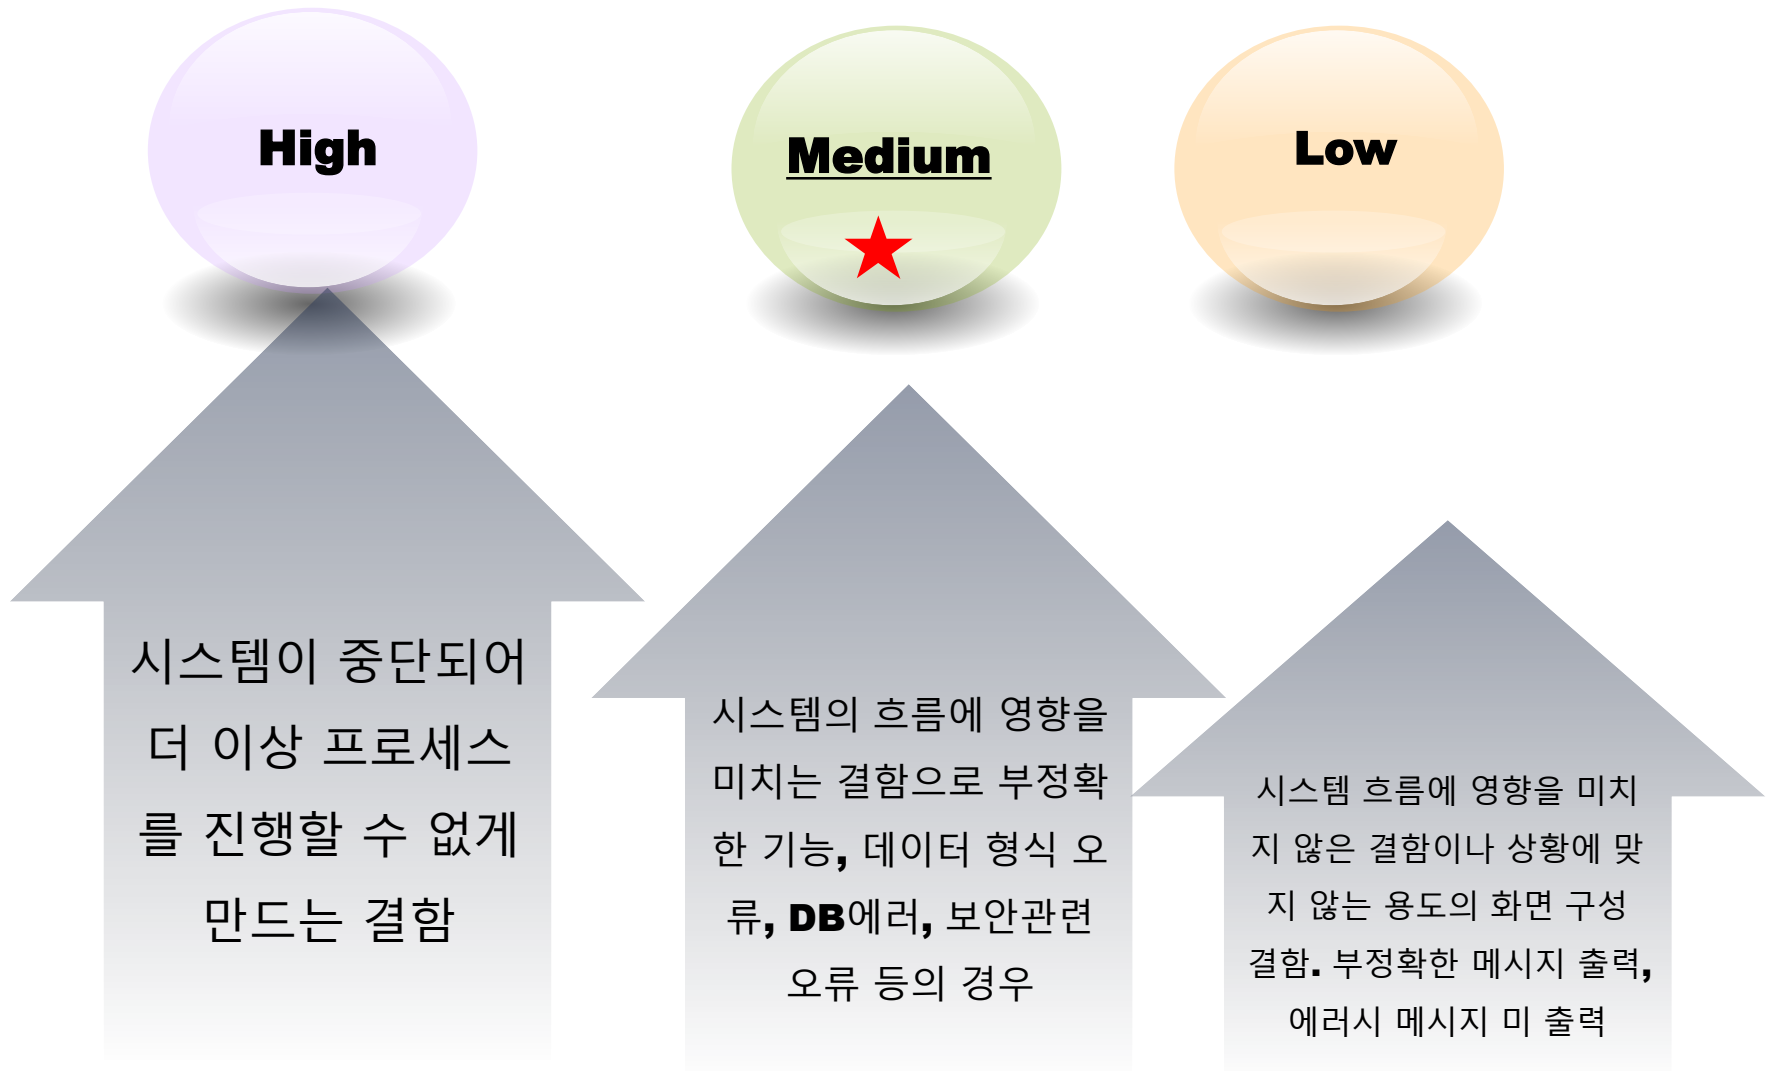 High
시스템이 중단되어
더 이상 프로세스
를 진행할 수 없게
만드는 결함
Medium
시스템의 흐름에 영향을
미치는 결함으로 부정확
한 기능, 데이터 형식 오
류, DB에러, 보안관련
오류 등의 경우
Low
시스템 흐름에 영향을 미치
지 않은 결함이나 상황에 맞
지 않는 용도의 화면 구성
결함. 부정확한 메시지 출력,
에러시 메시지 미 출력